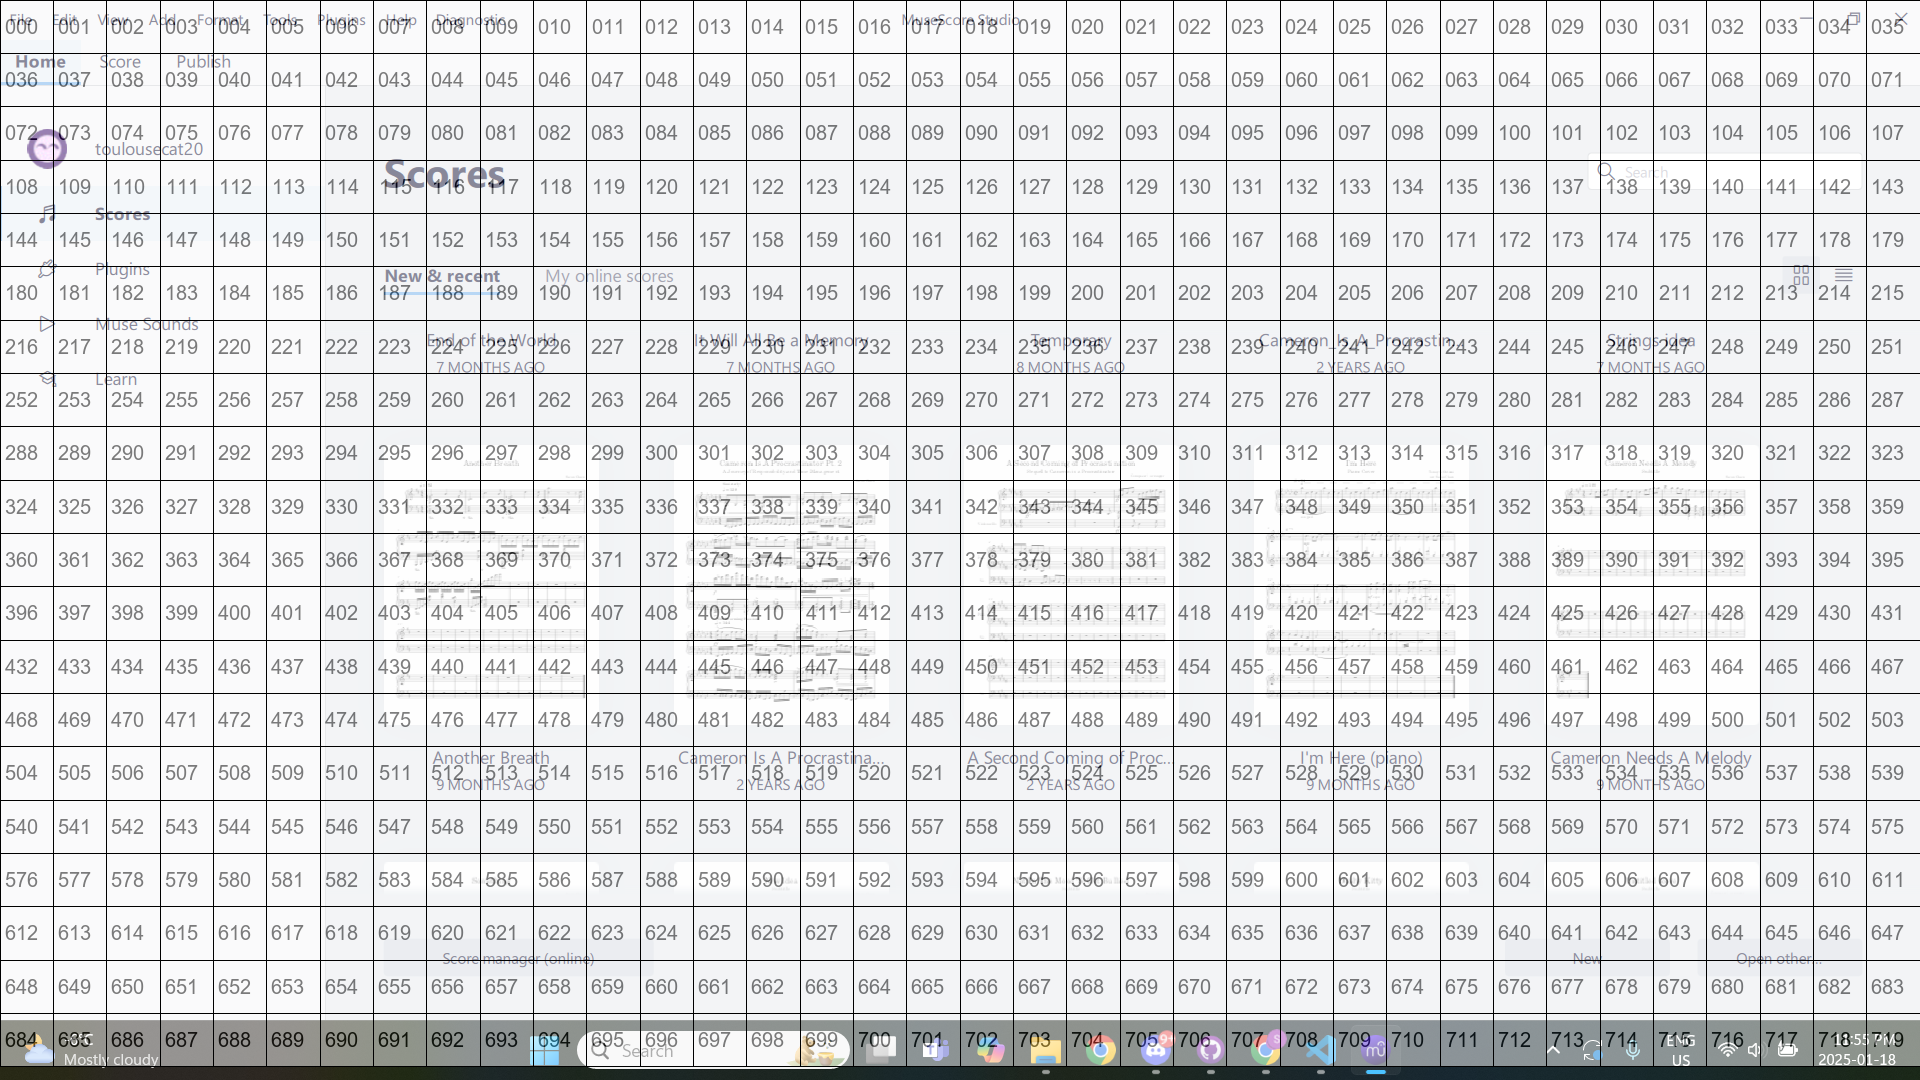 File Edit View Add Format Tools Plugins Help Diagnostic
MuseScore Studio
000 001 002 003 004 005 006 007 008 009 010 011 012 013 014 015 016 017 018 019 020 021 022 023 024 025 026 027 028 029 030 031 032 033 034 035
Home Score Publish
036 037 038 039 040 041 042 043 044 045 046 047 048 049 050 051 052 053 054 055 056 057 058 059 060 061 062 063 064 065 066 067 068 069 070 071
072 073 074 075 076 077 078 079 080 081 082 083 084 085 086 087 088 089 090 091 092 093 094 095 096 097 098 099 100 101 102 103 104 105 106 107
toulousecat20
Scores
Search
108 109 110 111 112 113 114 115 116 117 118 119 120 121 122 123 124 125 126 127 128 129 130 131 132 133 134 135 136 137 138 139 140 141 142 143
Scores
144 145 146 147 148 149 150 151 152 153 154 155 156 157 158 159 160 161 162 163 164 165 166 167 168 169 170 171 172 173 174 175 176 177 178 179
Plugins
New & recent My online scores
180 181 182 183 184 185 186 187 188 189 190 191 192 193 194 195 196 197 198 199 200 201 202 203 204 205 206 207 208 209 210 211 212 213 214 215
Muse Sounds
End of the World It Will All Be a Memory Temporary Cameron_Is_A_Procrastin... Strings idea
216 217 218 219 220 221 222 223 224 225 226 227 228 229 230 231 232 233 234 235 236 237 238 239 240 241 242 243 244 245 246 247 248 249 250 251
7 MONTHS AGO 7 MONTHS AGO 8 MONTHS AGO 2 YEARS AGO 7 MONTHS AGO
Learn
252 253 254 255 256 257 258 259 260 261 262 263 264 265 266 267 268 269 270 271 272 273 274 275 276 277 278 279 280 281 282 283 284 285 286 287
288 289 290 291 292 293 294 295 296 297 298 299 300 301 302 303 304 305 306 307 308 309 310 311 312 313 314 315 316 317 318 319 320 321 322 323
Another Breath Cameron Is A Procrastinator Pt. 2 A Second Coming of Procrastination I'm Here Cameron Needs A Melody
324 325 326 327 328 329 330 331 332 333 334 335 336 337 338 339 340 341 342 343 344 345 346 347 348 349 350 351 352 353 354 355 356 357 358 359
360 361 362 363 364 365 366 367 368 369 370 371 372 373 374 375 376 377 378 379 380 381 382 383 384 385 386 387 388 389 390 391 392 393 394 395
396 397 398 399 400 401 402 403 404 405 406 407 408 409 410 411 412 413 414 415 416 417 418 419 420 421 422 423 424 425 426 427 428 429 430 431
432 433 434 435 436 437 438 439 440 441 442 443 444 445 446 447 448 449 450 451 452 453 454 455 456 457 458 459 460 461 462 463 464 465 466 467
468 469 470 471 472 473 474 475 476 477 478 479 480 481 482 483 484 485 486 487 488 489 490 491 492 493 494 495 496 497 498 499 500 501 502 503
Another Breath Cameron Is A Procrastina... A Second Coming of Proc... I'm Here (piano) Cameron Needs A Melody
504 505 506 507 508 509 510 511 512 513 514 515 516 517 518 519 520 521 522 523 524 525 526 527 528 529 530 531 532 533 534 535 536 537 538 539
9 MONTHS AGO 2 YEARS AGO 2 YEARS AGO 9 MONTHS AGO 9 MONTHS AGO
540 541 542 543 544 545 546 547 548 549 550 551 552 553 554 555 556 557 558 559 560 561 562 563 564 565 566 567 568 569 570 571 572 573 574 575
576 577 578 579 580 581 582 583 584 585 586 587 588 589 590 591 592 593 594 595 596 597 598 599 600 601 602 603 604 605 606 607 608 609 610 611
612 613 614 615 616 617 618 619 620 621 622 623 624 625 626 627 628 629 630 631 632 633 634 635 636 637 638 639 640 641 642 643 644 645 646 647
Score manager (online) New Open other...
648 649 650 651 652 653 654 655 656 657 658 659 660 661 662 663 664 665 666 667 668 669 670 671 672 673 674 675 676 677 678 679 680 681 682 683
684 685 686 687 688 689 690 691 692 693 694 695 696 697 698 699 700 701 702 703 704 705 706 707 708 709 710 711 712 713 714 715 716 717 718 719
Mostly cloudy
Search
ENG
US
18:55 PM
2025-01-18